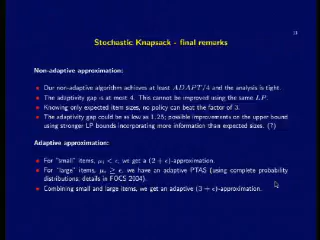 Stochastic Knapsack - final remarks
Non-adaptive approximation:
• Our non-adaptive algorithm achieves at least ADAPT/4 and the analysis is tight.
• The adaptivity gap is at most 4. This cannot be improved using the same LP.
• Knowing only expected item sizes, no policy can beat the factor of 3.
• The adaptivity gap could be as low as 1.25; possible improvements on the upper bound
using stronger LP bounds incorporating more information than expected sizes. (?)
Adaptive approximation:
• For "small" items, μᵢ < ε, we get a (2 + ε)-approximation.
• For "large" items, μᵢ ≥ ε, we have an adaptive PTAS (using complete probability
distributions; details in FOCS 2004).
• Combining small and large items, we get an adaptive (3 + ε)-approximation.